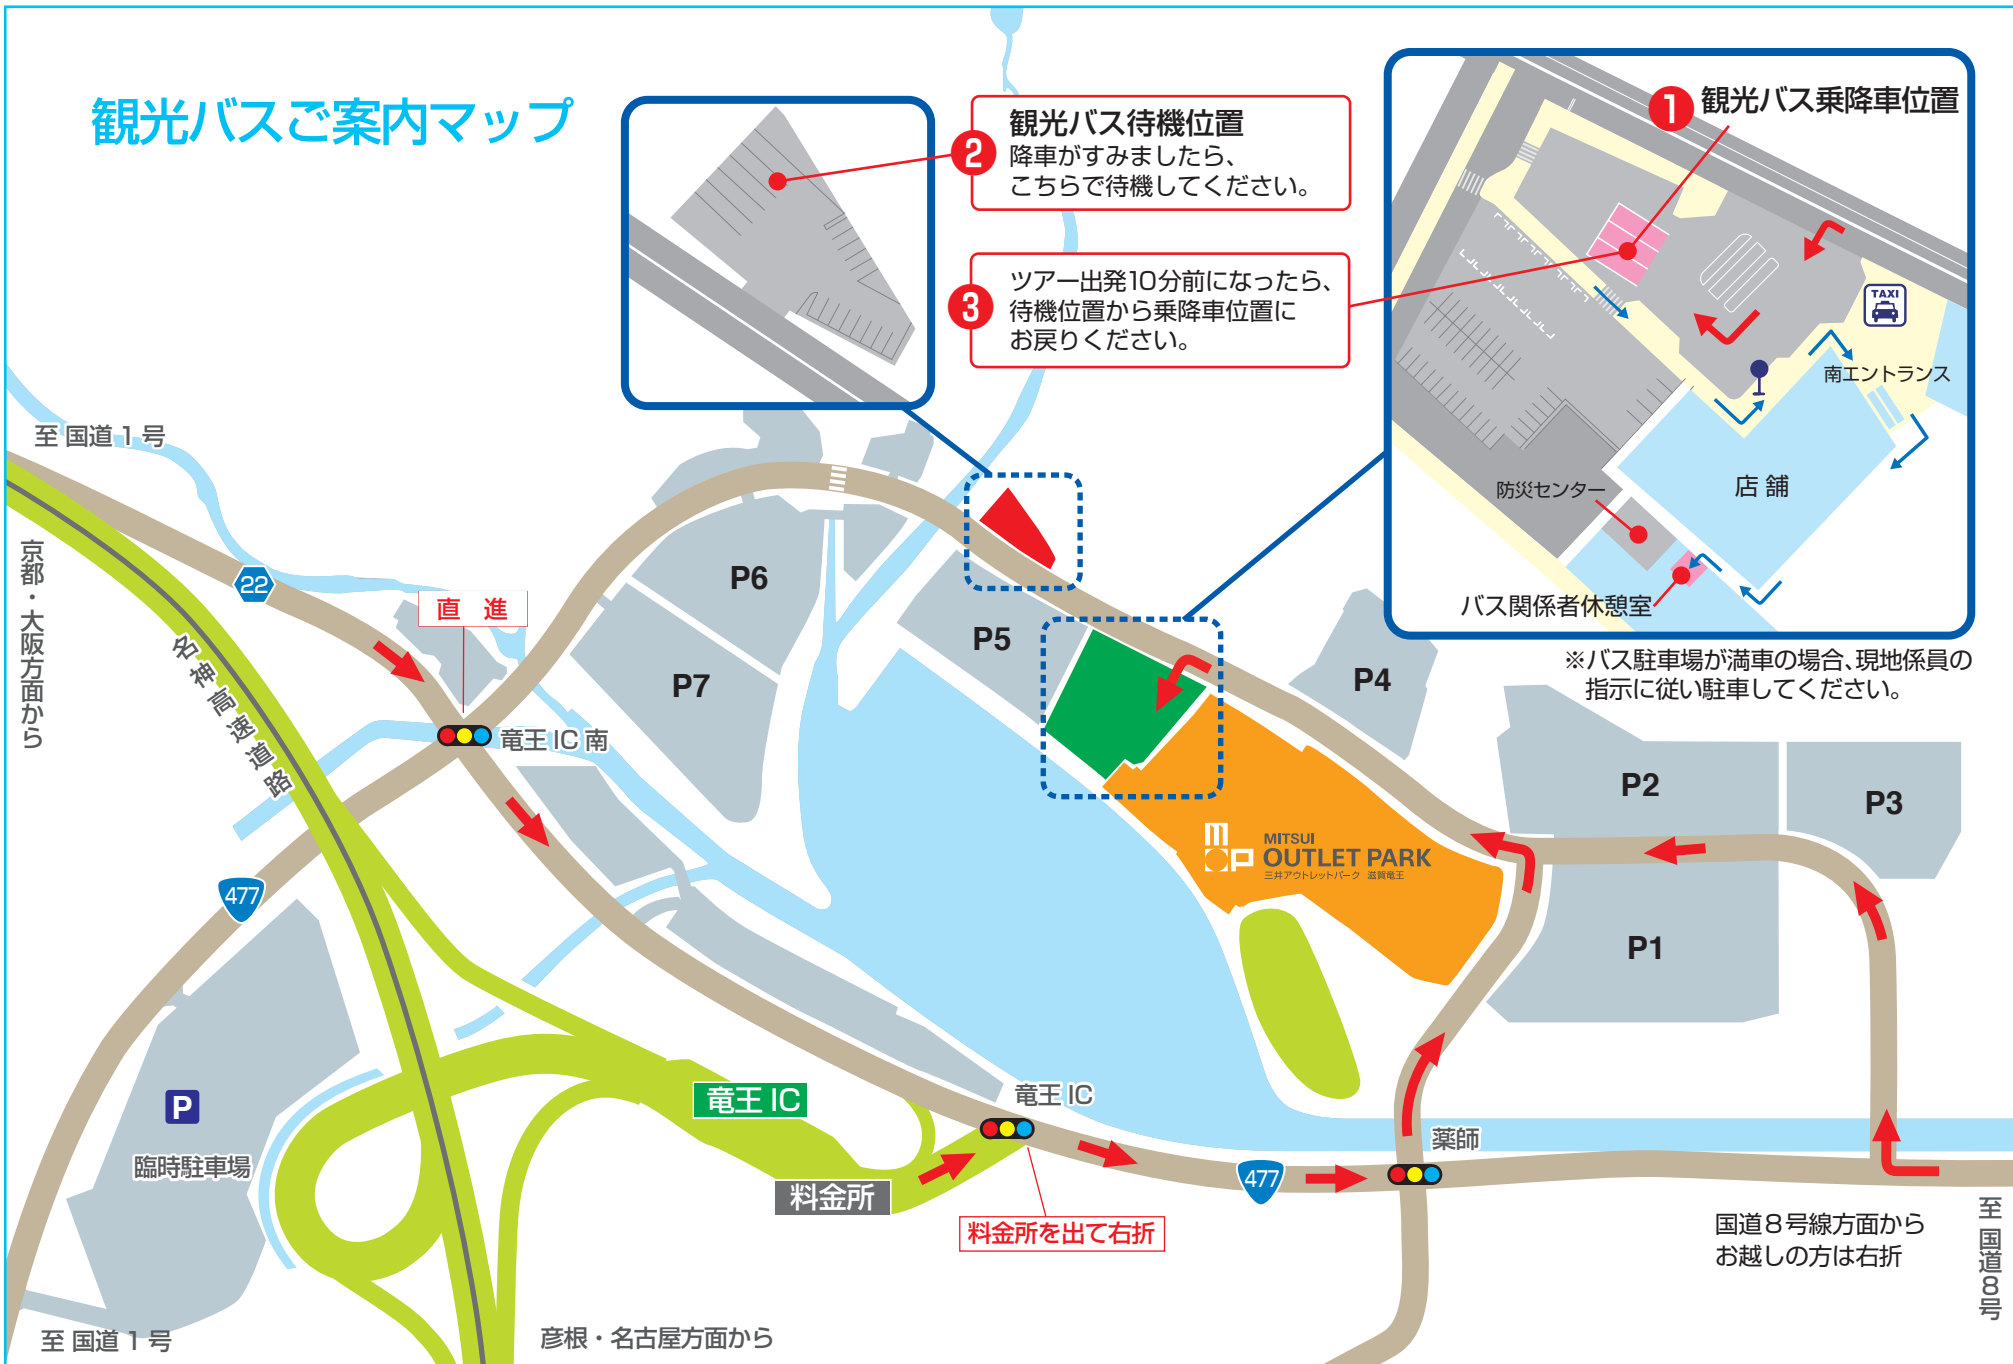 観光バスご案内マップ
2
観光バス待機位置
降車がすみましたら、
こちらで待機してください。
3
ツアー出発10分前になったら、
待機位置から乗降車位置に
お戻りください。
1
観光バス乗降車位置
TAXI
南エントランス
店舗
防災センター
バス関係者休憩室
※バス駐車場が満車の場合、現地係員の
指示に従い駐車してください。
至 国道 1 号
京都・大阪方面から
22
直 進
名神高速道路
竜王 IC 南
477
P6
P7
P5
P4
P2
P3
P1
MITSUI
OUTLET PARK
三井アウトレットパーク 滋賀竜王
P
臨時駐車場
竜王 IC
料金所
竜王 IC
料金所を出て右折
477
薬師
国道8号線方面から
お越しの方は右折
至 国道8号
至 国道 1 号
彦根・名古屋方面から